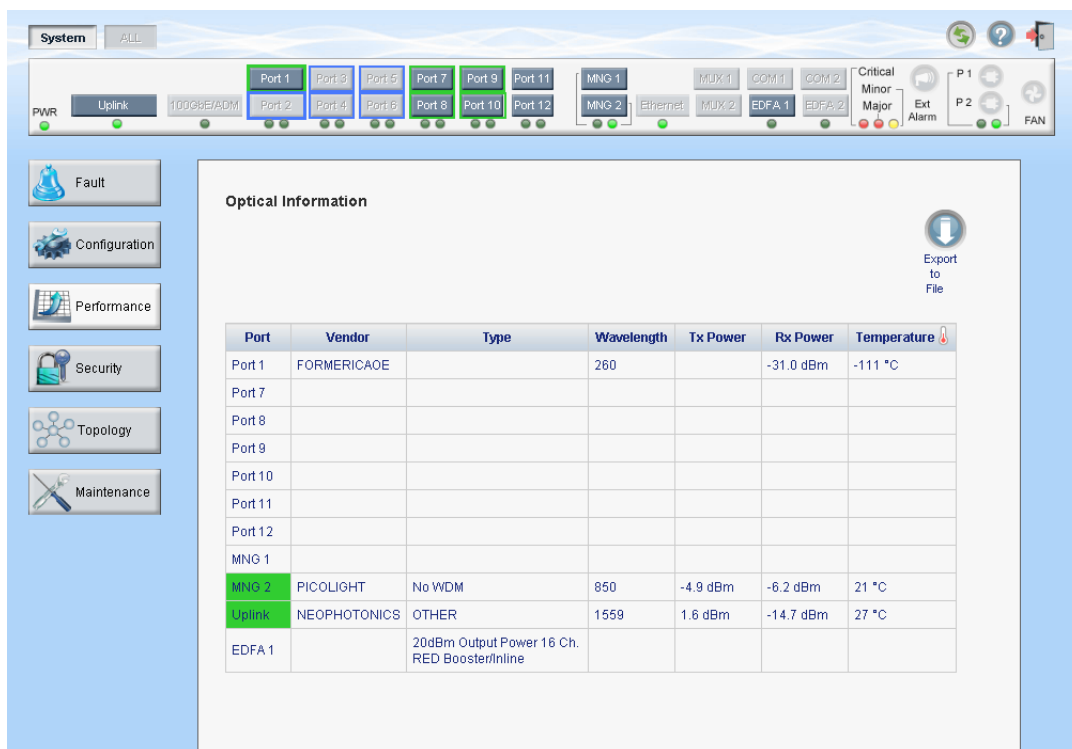 System ALL
Port 1 Port 3 Port 5 Port 7 Port 9 Port 11 MNG 1 MUX 1 COM 1 COM 2 Critical P 1
Minor
PWR Uplink 100GbE/ADM Port 2 Port 4 Port 6 Port 8 Port 10 Port 12 MNG 2 Ethernet MUX 2 EDFA 1 EDFA 2 Major Ext Alarm P 2 FAN
Fault
Configuration
Performance
Security
Topology
Maintenance
Optical Information
Export
to
File
Port Vendor Type Wavelength Tx Power Rx Power Temperature
Port 1 FORMERICAOE 260 -31.0 dBm -111 °C
Port 7
Port 8
Port 9
Port 10
Port 11
Port 12
MNG 1
MNG 2 PICOLIGHT No WDM 850 -4.9 dBm -6.2 dBm 21 °C
Uplink NEOPHOTONICS OTHER 1559 1.6 dBm -14.7 dBm 27 °C
EDFA 1 20dBm Output Power 16 Ch.
RED Booster/Inline